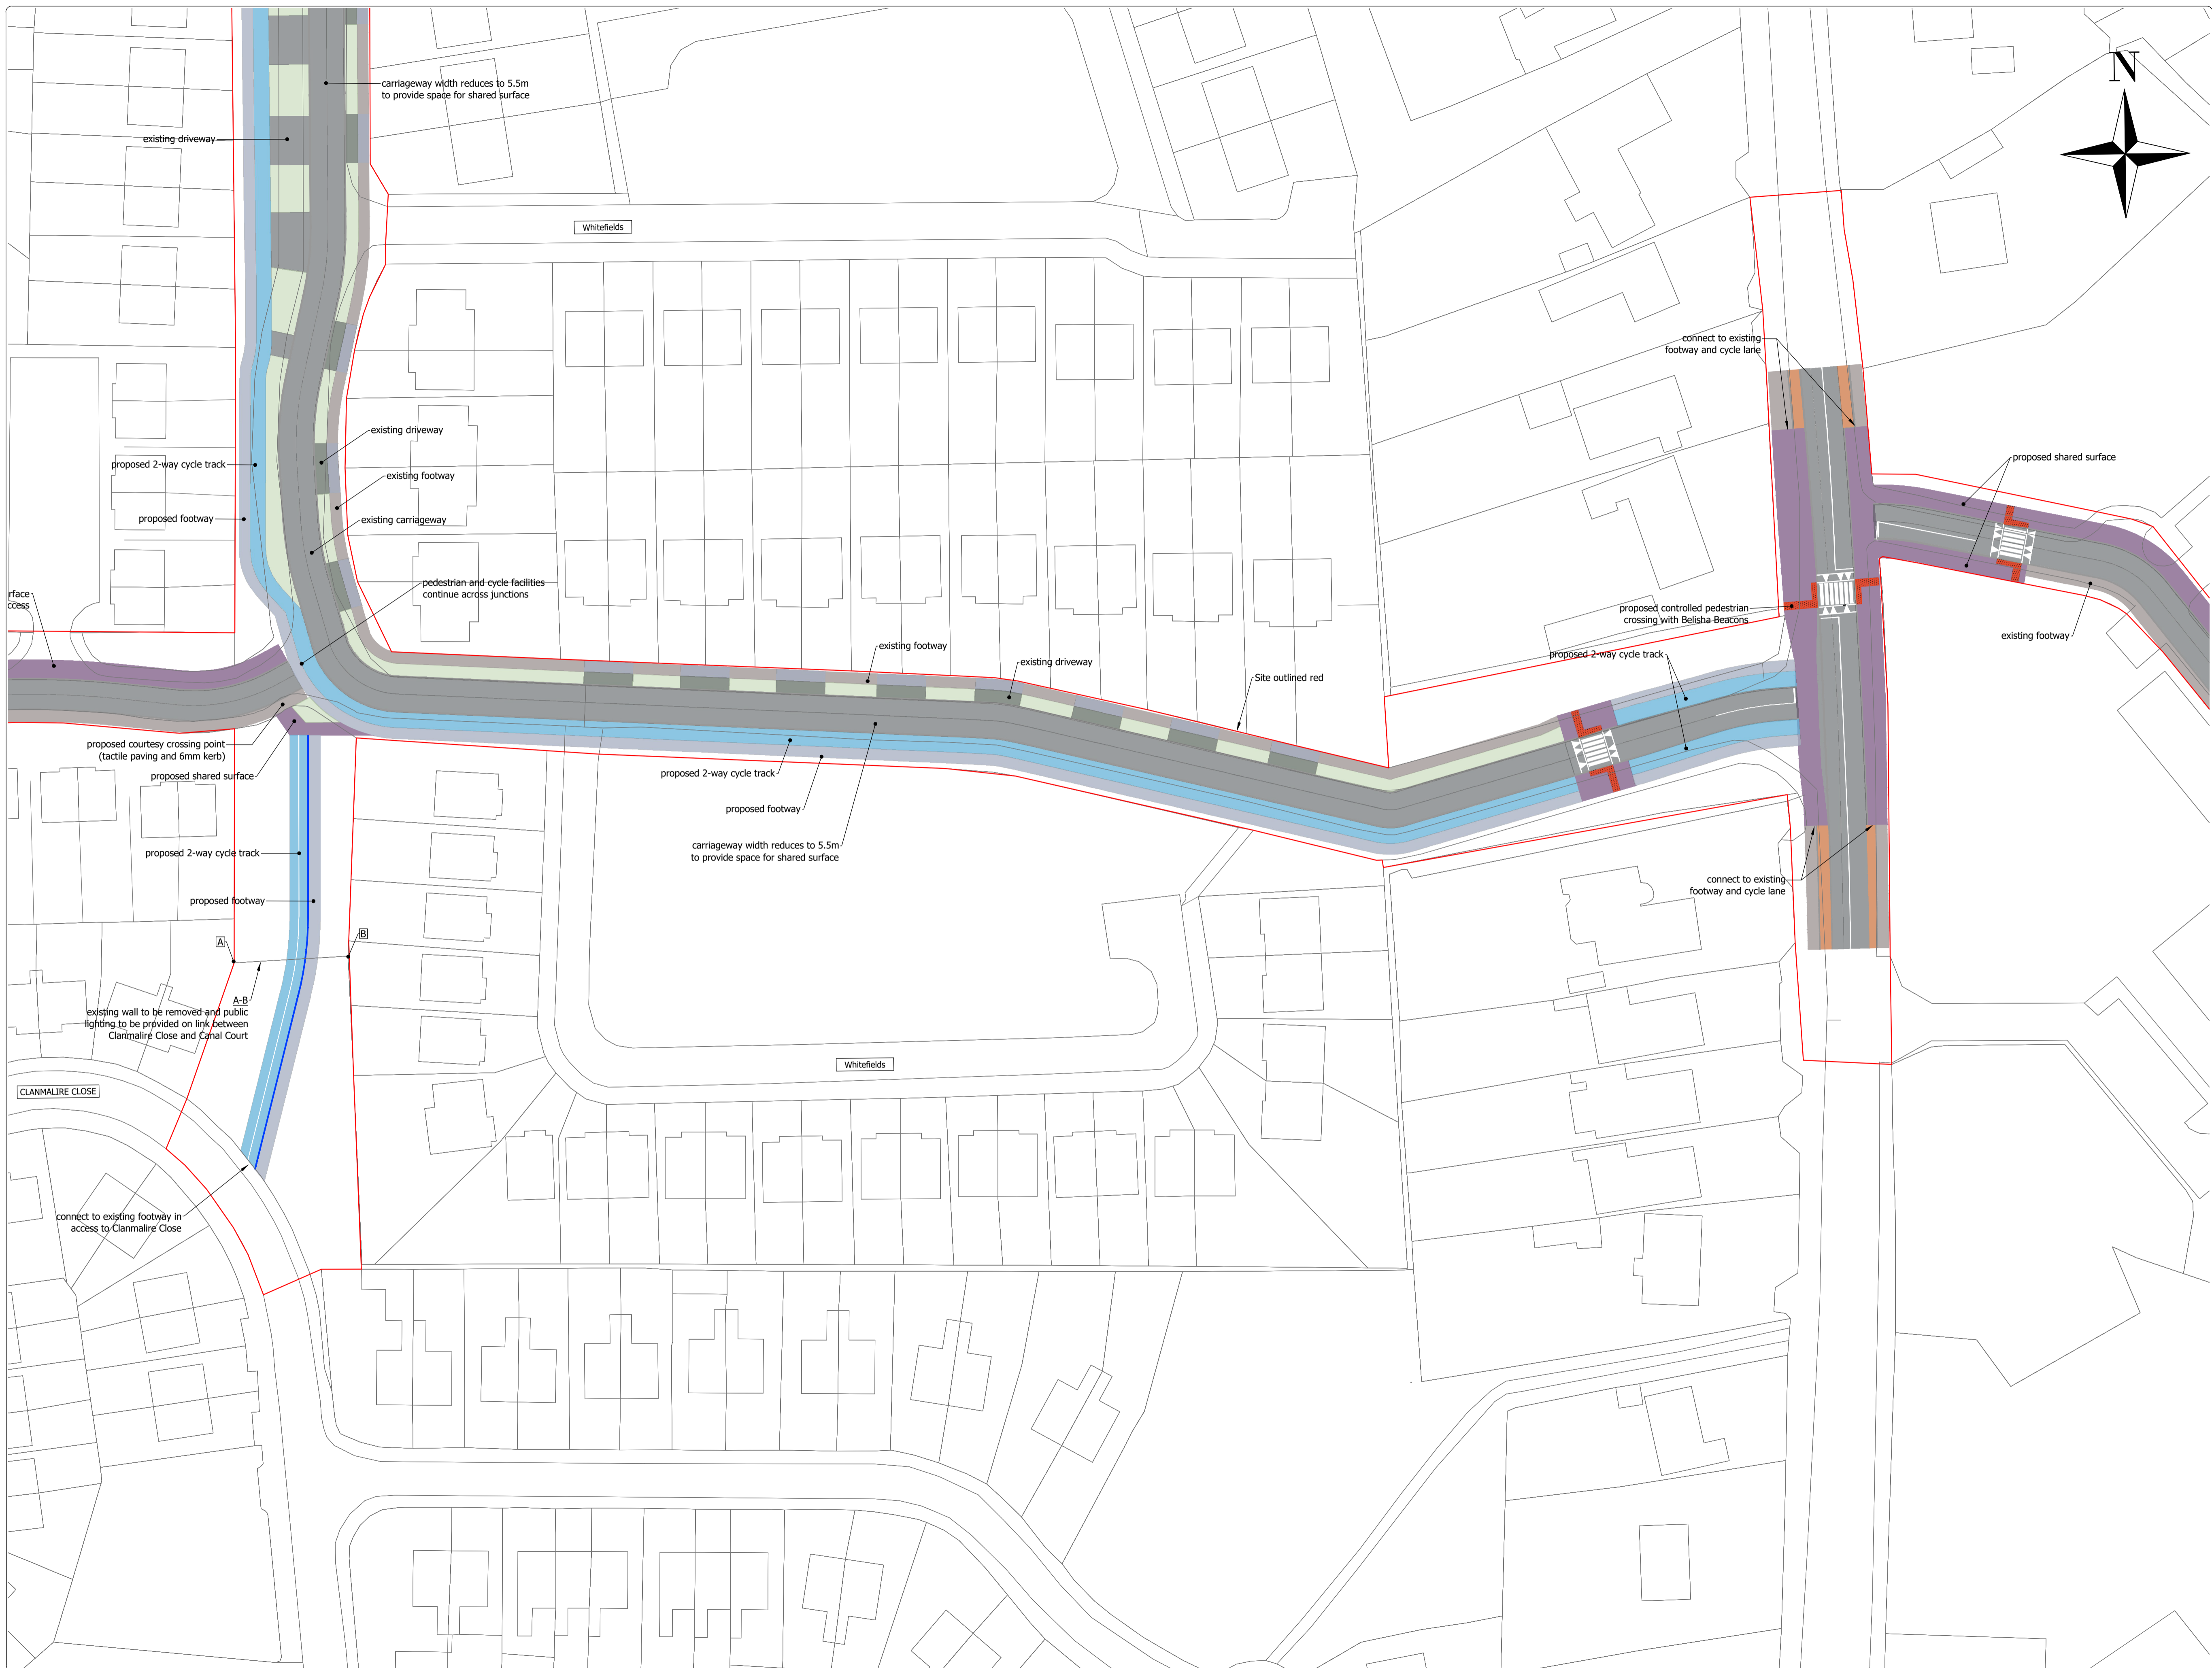 N
carriageway width reduces to 5.5m
to provide space for shared surface
existing driveway
Whitefields
connect to existing
footway and cycle lane
existing driveway
proposed shared surface
proposed 2-way cycle track
existing footway
proposed footway
existing carriageway
pedestrian and cycle facilities
continue across junctions
rface
ccess
proposed controlled pedestrian
crossing with Belisha Beacons
existing footway
existing footway
proposed 2-way cycle track
existing driveway
Site outlined red
proposed courtesy crossing point
(tactile paving and 6mm kerb)
proposed shared surface
proposed 2-way cycle track
proposed footway
carriageway width reduces to 5.5m
to provide space for shared surface
proposed 2-way cycle track
connect to existing
footway and cycle lane
proposed footway
A
B
A-B
existing wall to be removed and public
lighting to be provided on link between
Clanmalire Close and Canal Court
Whitefields
CLANMALIRE CLOSE
connect to existing footway in
access to Clanmalire Close